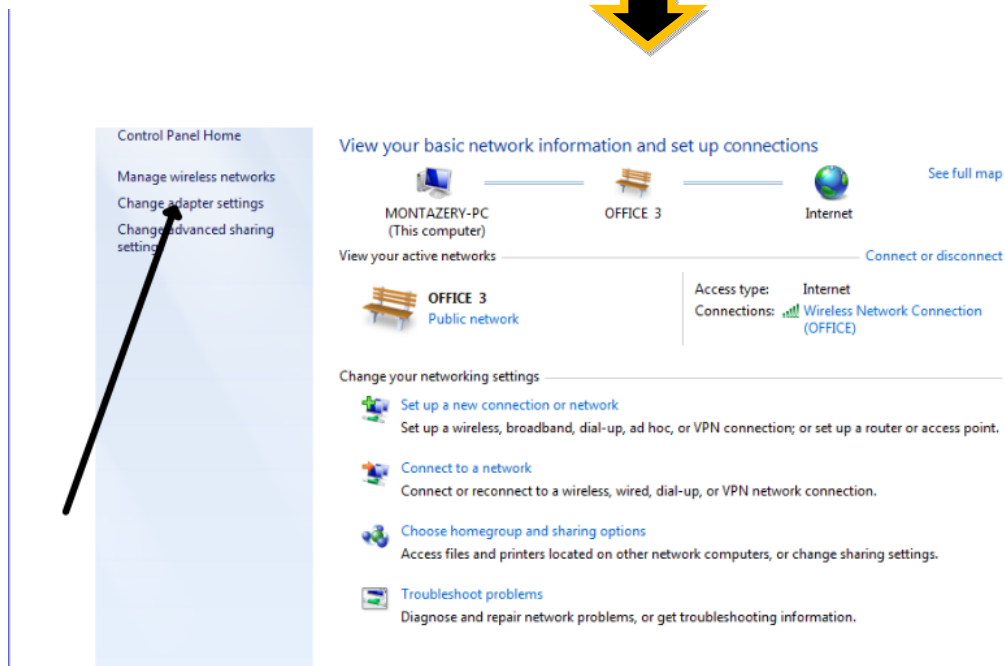 Control Panel Home
Manage wireless networks
Change adapter settings
Change advanced sharing
settings
View your basic network information and set up connections
See full map
MONTAZERY-PC
(This computer)
OFFICE 3
Internet
View your active networks
Connect or disconnect
OFFICE 3
Public network
Access type: Internet
Connections: Wireless Network Connection
(OFFICE)
Change your networking settings
Set up a new connection or network
Set up a wireless, broadband, dial-up, ad hoc, or VPN connection; or set up a router or access point.
Connect to a network
Connect or reconnect to a wireless, wired, dial-up, or VPN network connection.
Choose homegroup and sharing options
Access files and printers located on other network computers, or change sharing settings.
Troubleshoot problems
Diagnose and repair network problems, or get troubleshooting information.